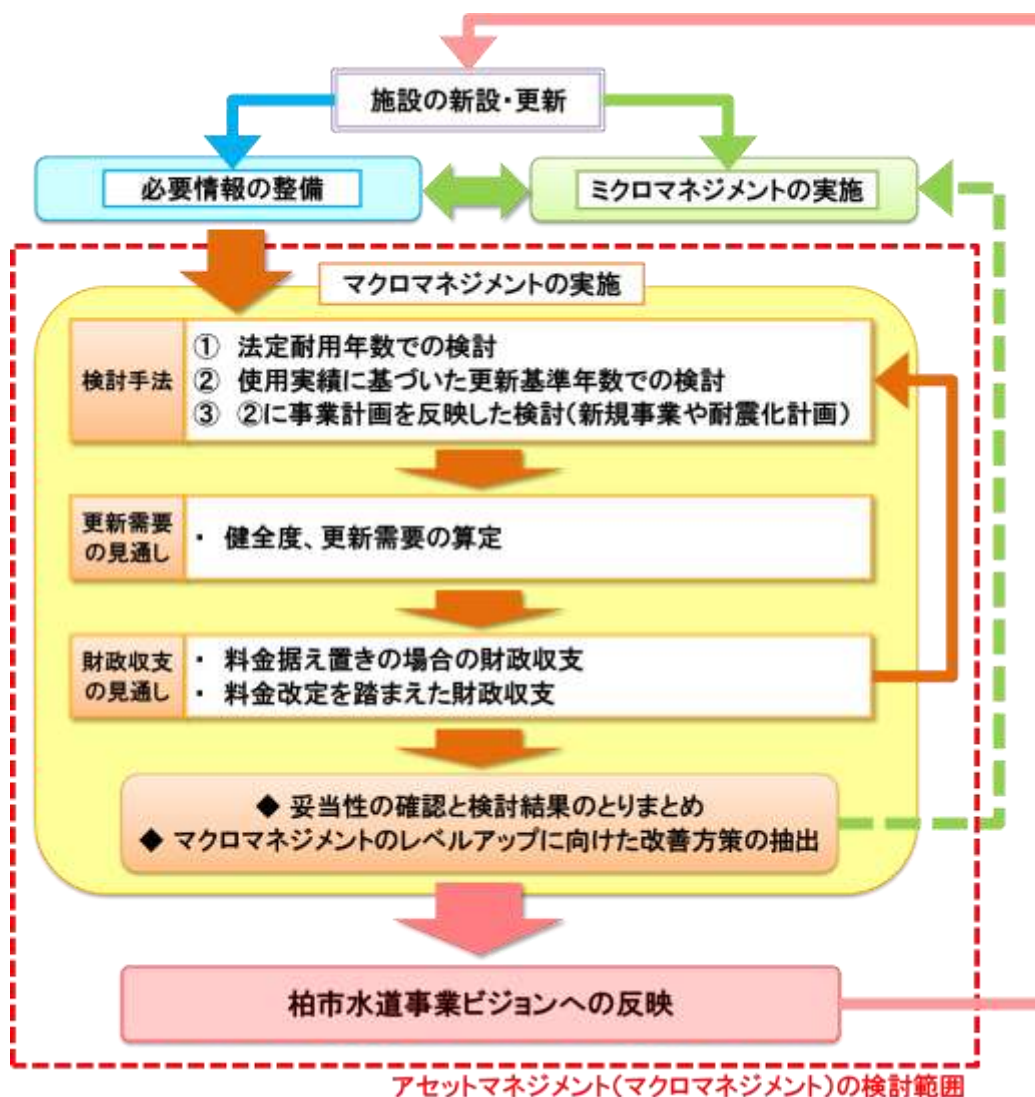 施設の新設・更新
必要情報の整備
ミクロマネジメントの実施
マクロマネジメントの実施
検討手法
① 法定耐用年数での検討
② 使用実績に基づいた更新基準年数での検討
③ ②に事業計画を反映した検討(新規事業や耐震化計画)
更新需要
の見通し
・ 健全度、更新需要の算定
財政収支
の見通し
・ 料金据え置きの場合の財政収支
・ 料金改定を踏まえた財政収支
◆ 妥当性の確認と検討結果のとりまとめ
◆ マクロマネジメントのレベルアップに向けた改善方策の抽出
柏市水道事業ビジョンへの反映
アセットマネジメント(マクロマネジメント)の検討範囲